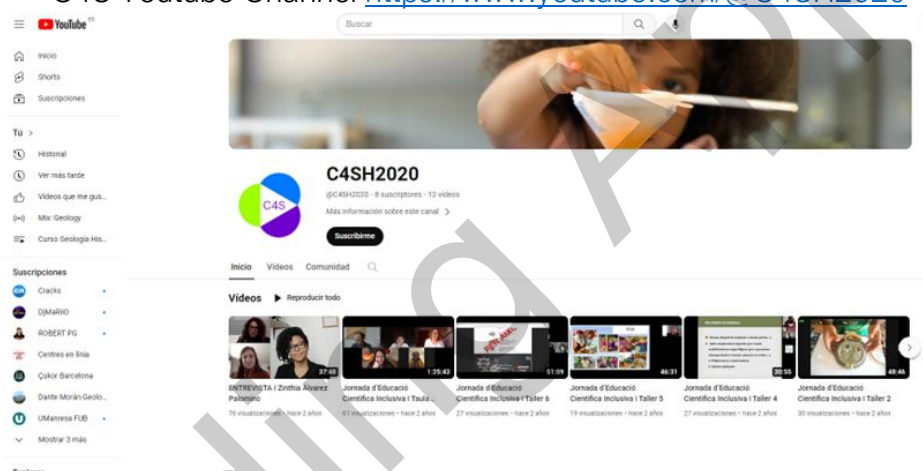 C4S Youtube Channel https://www.youtube.com/@C4SH2020
YouTube ES
Buscar
Inicio
Shorts
Suscripciones
Tú >
Historial
Ver más tarde
Vídeos que me gus...
Mix: Geology
Curso Geología His...
Suscripciones
Cracks
DjMaRiiO
ROBERT PG
Centres en línia
Çukor Barcelona
Dante Morán Geolo...
UManresa FUB
Mostrar 3 más
C4S
C4SH2020
@C4SH2020 · 8 suscriptores · 13 vídeos
Más información sobre este canal >
Suscribirme
Inicio Vídeos Comunidad
Vídeos Reproducir todo
37:48
1:25:43
51:09
46:31
30:55
48:46
ENTREVISTA I Zinthia Álvarez Palomino
76 visualizaciones · hace 2 años
Jornada d'Educació Científica Inclusiva I Taula...
61 visualizaciones · hace 2 años
Jornada d'Educació Científica Inclusiva I Taller 6
27 visualizaciones · hace 2 años
Jornada d'Educació Científica Inclusiva I Taller 5
19 visualizaciones · hace 2 años
Jornada d'Educació Científica Inclusiva I Taller 4
27 visualizaciones · hace 2 años
Jornada d'Educació Científica Inclusiva I Taller 2
30 visualizaciones · hace 2 años